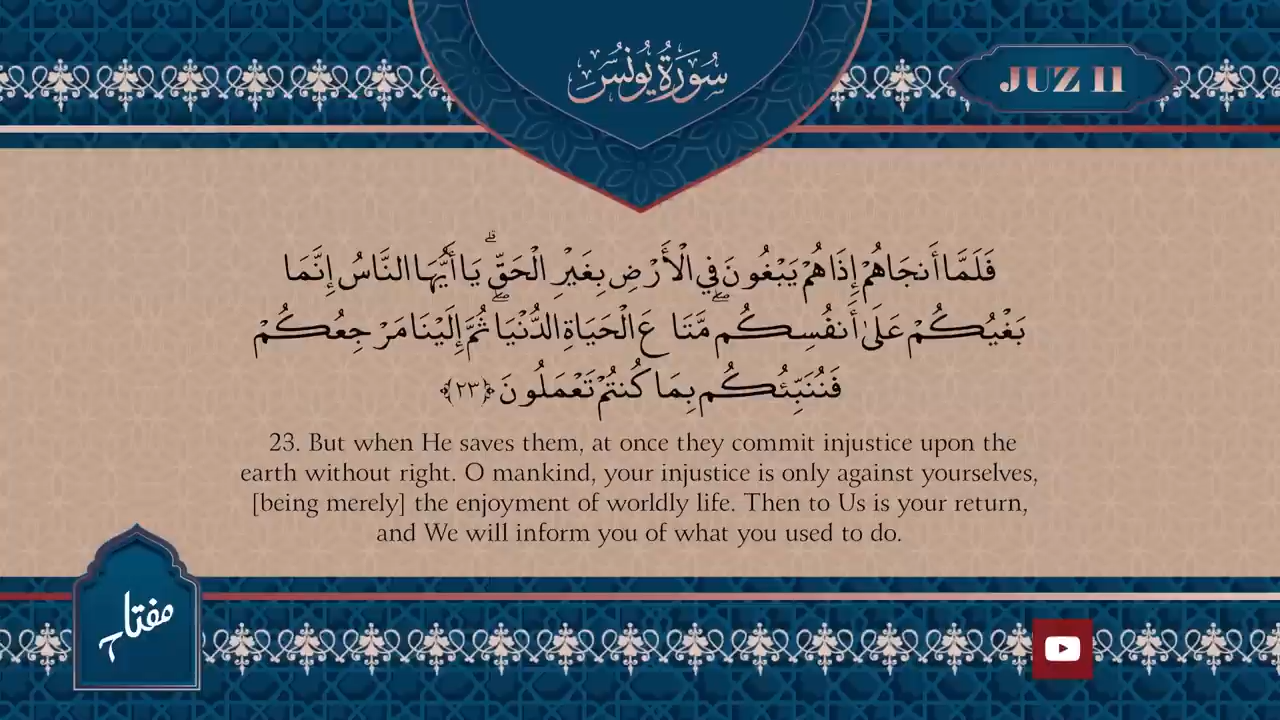 سُورَةُ يُونُسَ
JUZ 11
فَلَمَّا أَنجَاهُمْ إِذَا هُمْ يَبْغُونَ فِي الْأَرْضِ بِغَيْرِ الْحَقِّ ۗ يَا أَيُّهَا النَّاسُ إِنَّمَا
بَغْيُكُمْ عَلَىٰ أَنفُسِكُم ۖ مَّتَاعَ الْحَيَاةِ الدُّنْيَا ۖ ثُمَّ إِلَيْنَا مَرْجِعُكُمْ
فَنُنَبِّئُكُم بِمَا كُنتُمْ تَعْمَلُونَ ﴿٢٣﴾
23. But when He saves them, at once they commit injustice upon the
earth without right. O mankind, your injustice is only against yourselves,
[being merely] the enjoyment of worldly life. Then to Us is your return,
and We will inform you of what you used to do.
مفتاح